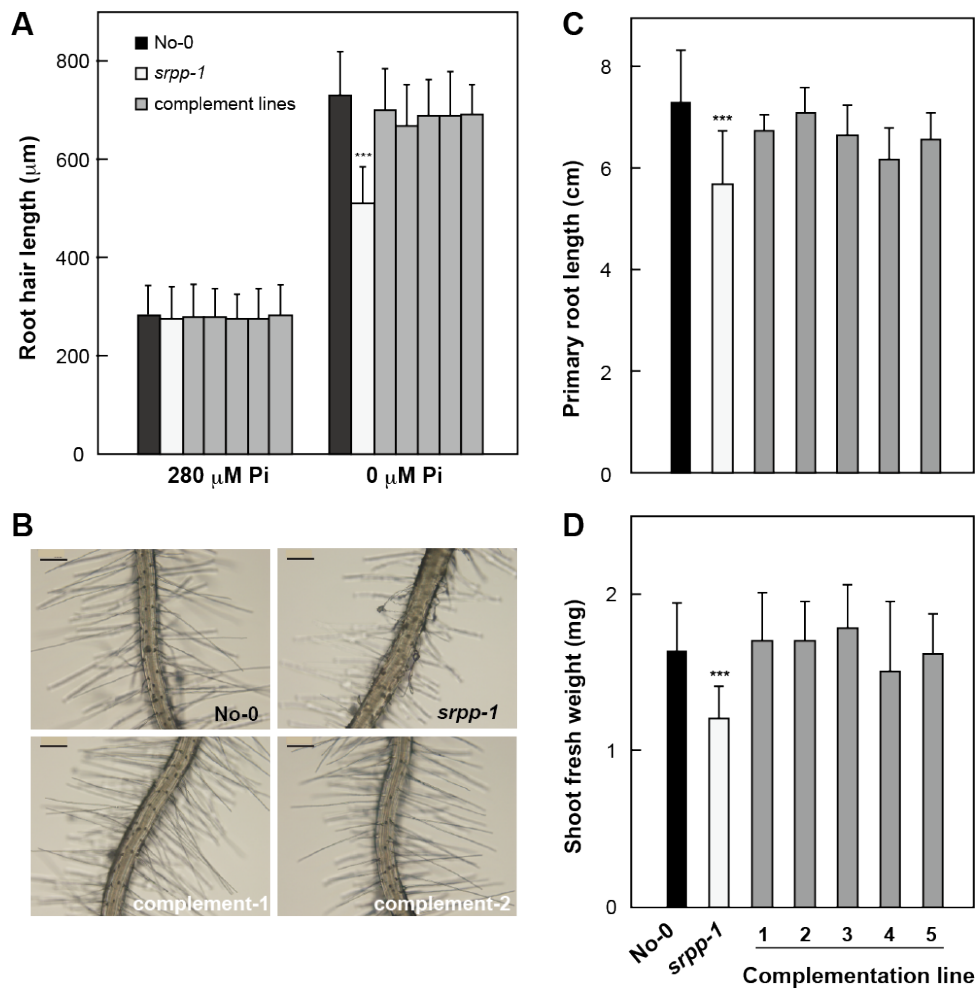 A
No-0
srpp-1
complement lines
Root hair length (μm)
800
600
400
200
0
***
280 μM Pi
0 μM Pi
B
No-0
srpp-1
complement-1
complement-2
C
Primary root length (cm)
8
6
4
2
0
***
D
Shoot fresh weight (mg)
2
1
0
***
No-0
srpp-1
1 2 3 4 5
Complementation line